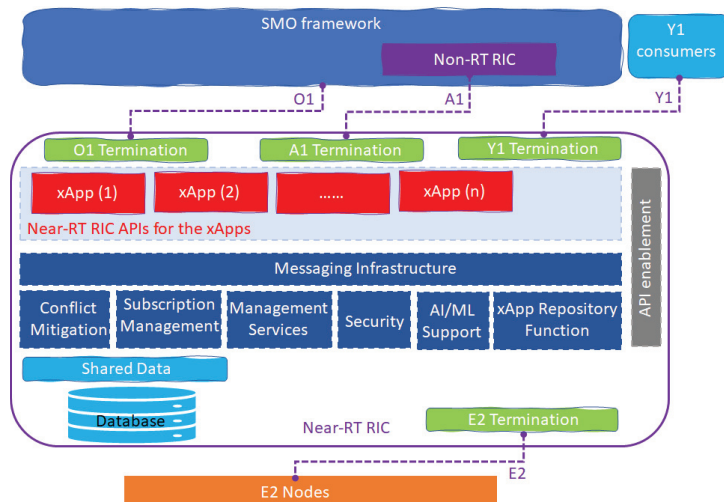 SMO framework
Y1
consumers
Non-RT RIC
O1
A1
Y1
O1 Termination
A1 Termination
Y1 Termination
xApp (1)
xApp (2)
......
xApp (n)
Near-RT RIC APIs for the xApps
API enablement
Messaging Infrastructure
Conflict
Mitigation
Subscription
Management
Management
Services
Security
AI/ML
Support
xApp Repository
Function
Shared Data
Database
Near-RT RIC
E2 Termination
E2
E2 Nodes